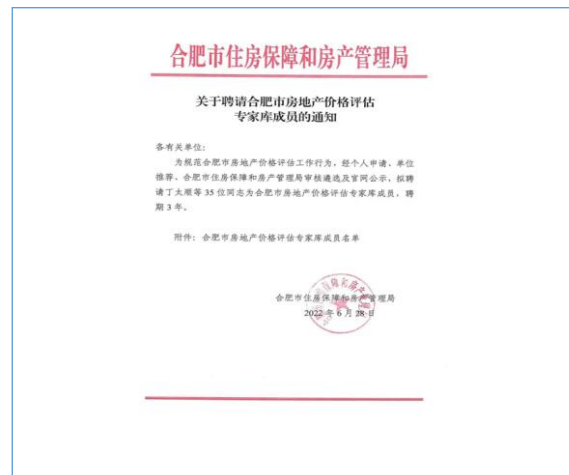 合肥市住房保障和房产管理局
关于聘请合肥市房地产价格评估
专家库成员的通知
各有关单位：
为规范合肥市房地产价格评估工作行为，经个人申请、单位
推荐、合肥市住房保障和房产管理局审核遴选及官网公示，拟聘
请丁太顺等 35 位同志为合肥市房地产价格评估专家库成员，聘
期 3 年。
附件：合肥市房地产价格评估专家库成员名单
合肥市住房保障和房产管理局
2022 年 6 月 28 日